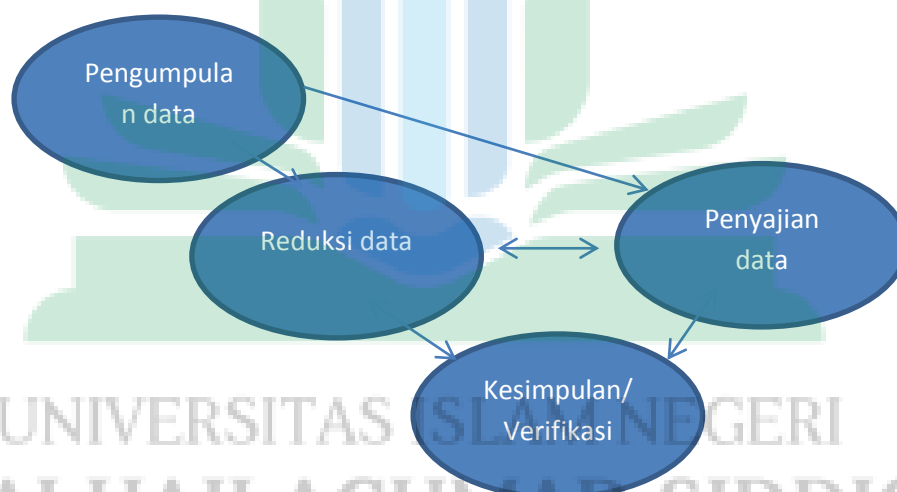 Pengumpula
n data
Reduksi data
Penyajian
data
Kesimpulan/
Verifikasi
UNIVERSITAS ISLAM NEGERI